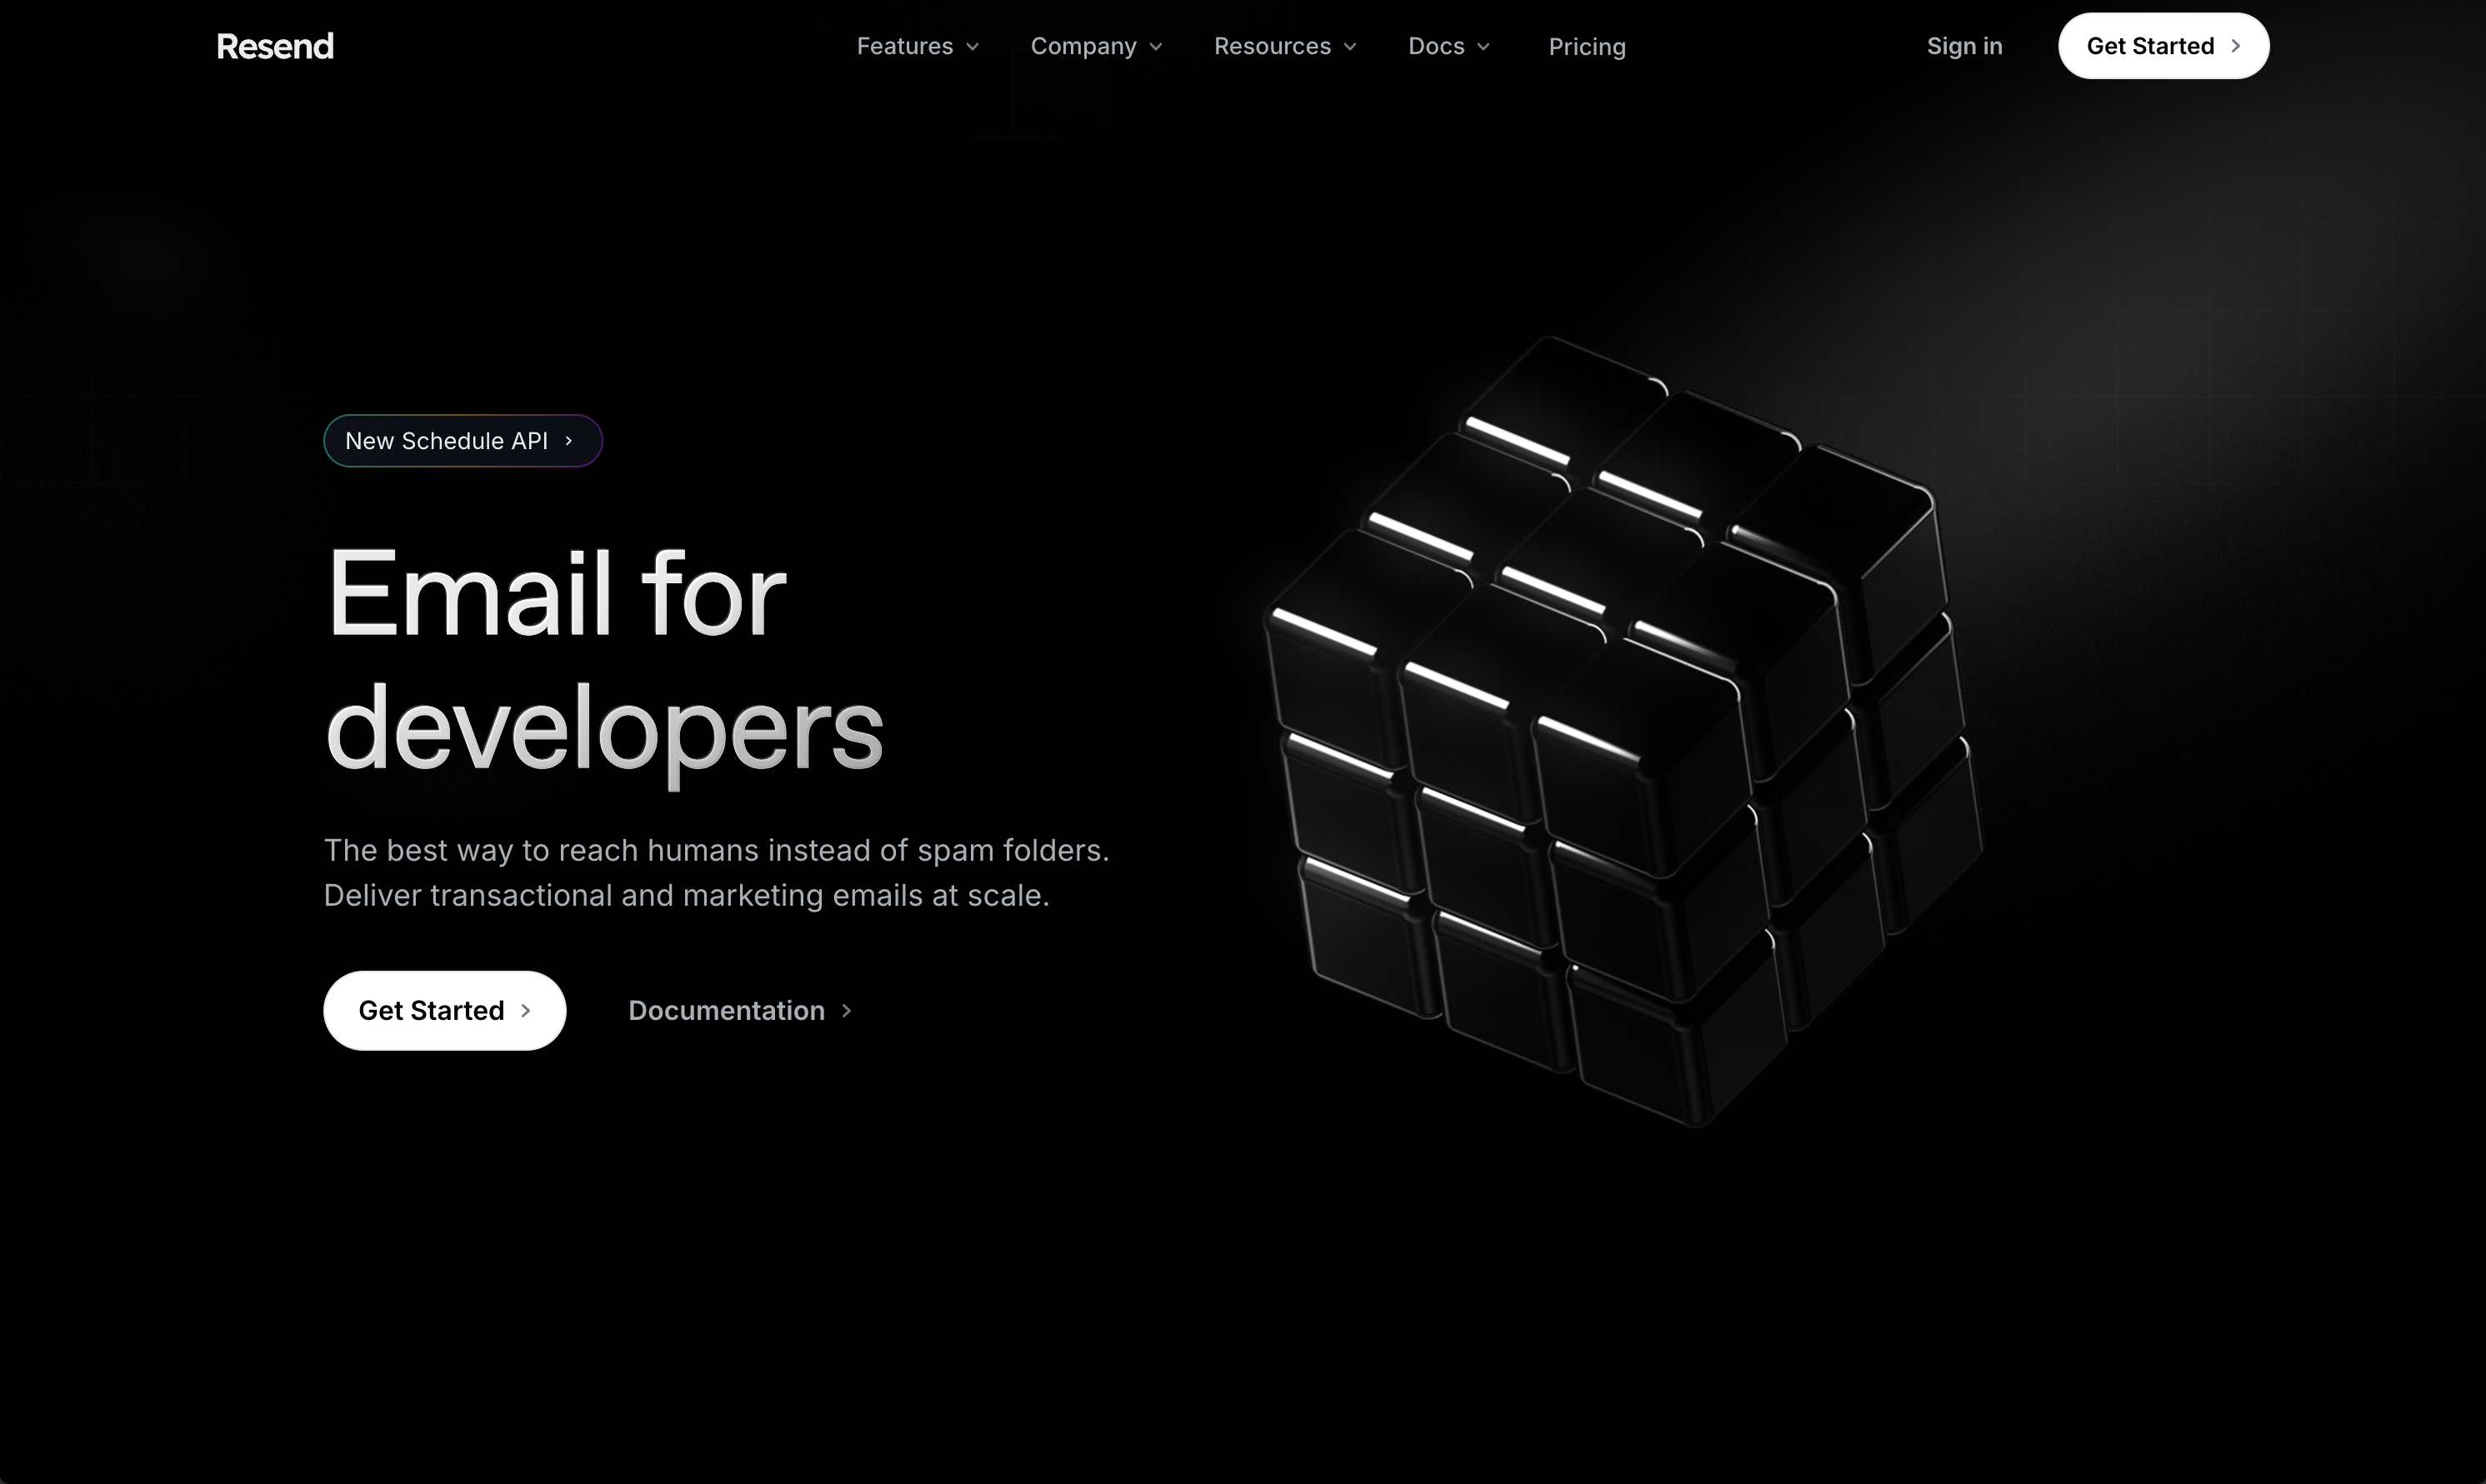 Resend
Features
Company
Resources
Docs
Pricing
Sign in
Get Started
New Schedule API
Email for
developers
The best way to reach humans instead of spam folders.
Deliver transactional and marketing emails at scale.
Get Started
Documentation